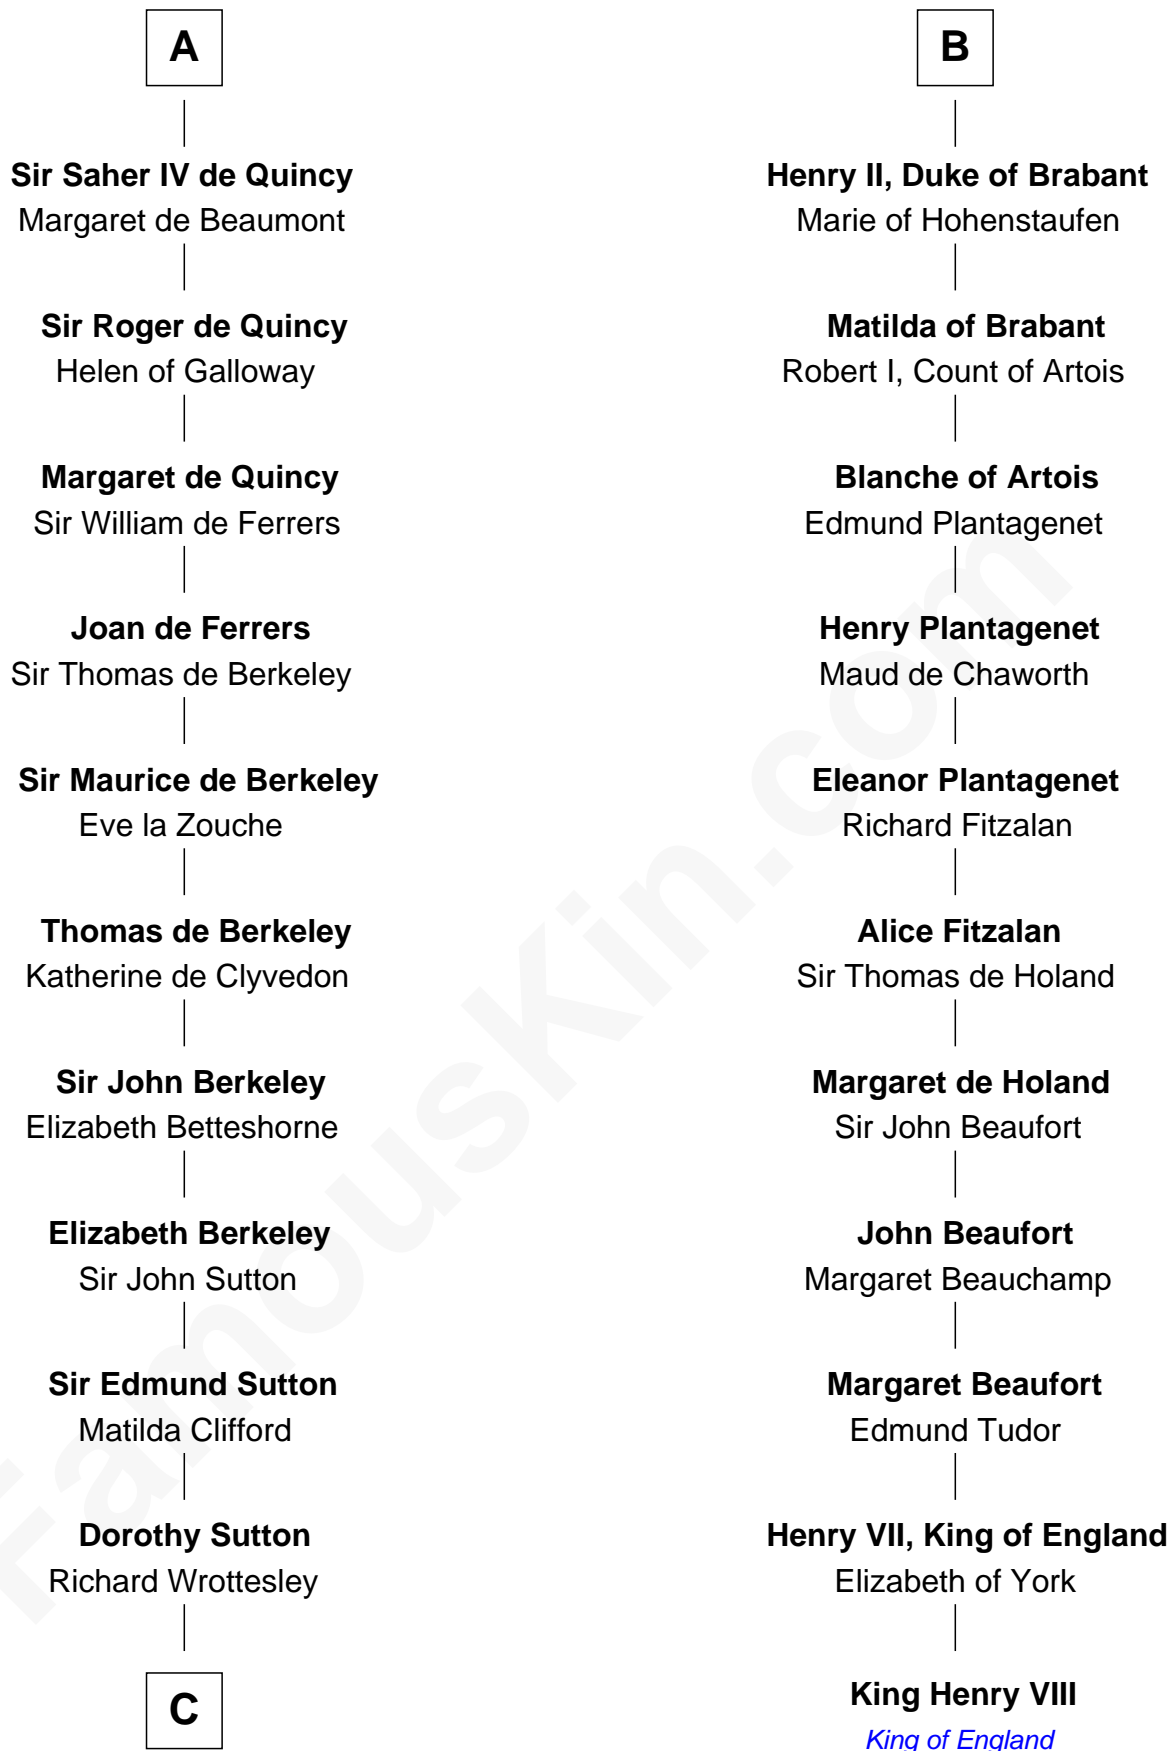 A
Sir Saher IV de Quincy
Margaret de Beaumont
Sir Roger de Quincy
Helen of Galloway
Margaret de Quincy
Sir William de Ferrers
Joan de Ferrers
Sir Thomas de Berkeley
Sir Maurice de Berkeley
Eve la Zouche
Thomas de Berkeley
Katherine de Clyvedon
Sir John Berkeley
Elizabeth Betteshorne
Elizabeth Berkeley
Sir John Sutton
Sir Edmund Sutton
Matilda Clifford
Dorothy Sutton
Richard Wrottesley
C
B
Henry II, Duke of Brabant
Marie of Hohenstaufen
Matilda of Brabant
Robert I, Count of Artois
Blanche of Artois
Edmund Plantagenet
Henry Plantagenet
Maud de Chaworth
Eleanor Plantagenet
Richard Fitzalan
Alice Fitzalan
Sir Thomas de Holand
Margaret de Holand
Sir John Beaufort
John Beaufort
Margaret Beauchamp
Margaret Beaufort
Edmund Tudor
Henry VII, King of England
Elizabeth of York
King Henry VIII
King of England
FamousKin.com